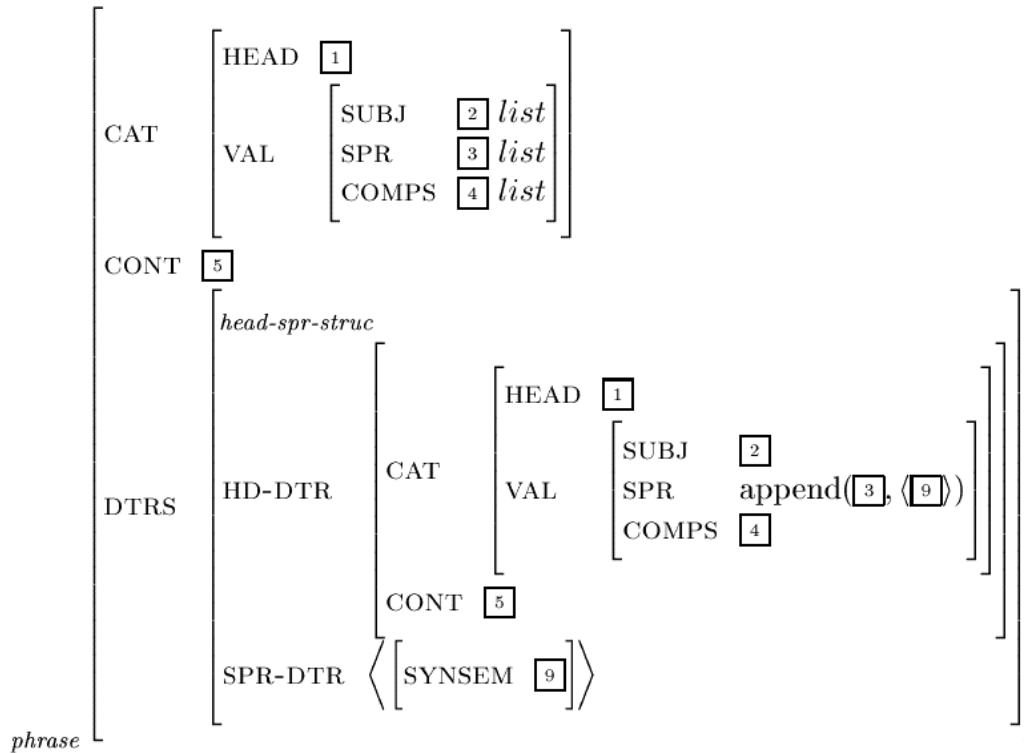 HEAD 1
SUBJ 2 list
CAT VAL SPR 3 list
COMPS 4 list
CONT 5
head-spr-struc
HEAD 1
SUBJ 2
CAT
DTRS HD-DTR VAL SPR append( 3 , ⟨ 9 ⟩)
COMPS 4
CONT 5
SPR-DTR ⟨ [ SYNSEM 9 ] ⟩
phrase